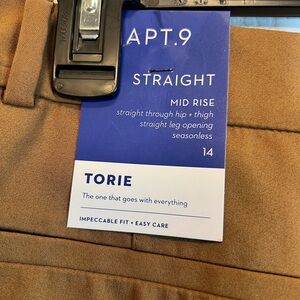 APT.9
STRAIGHT
MID RISE
straight through hip + thigh
straight leg opening
seasonless
14
TORIE
The one that goes with everything
IMPECCABLE FIT + EASY CARE